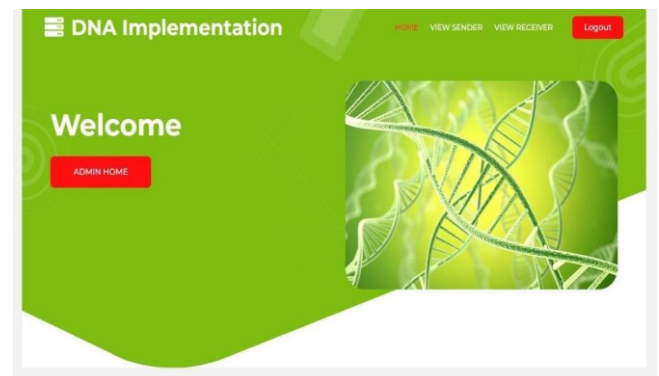 DNA Implementation
HOME VIEW SENDER VIEW RECEIVER Logout
Welcome
ADMIN HOME